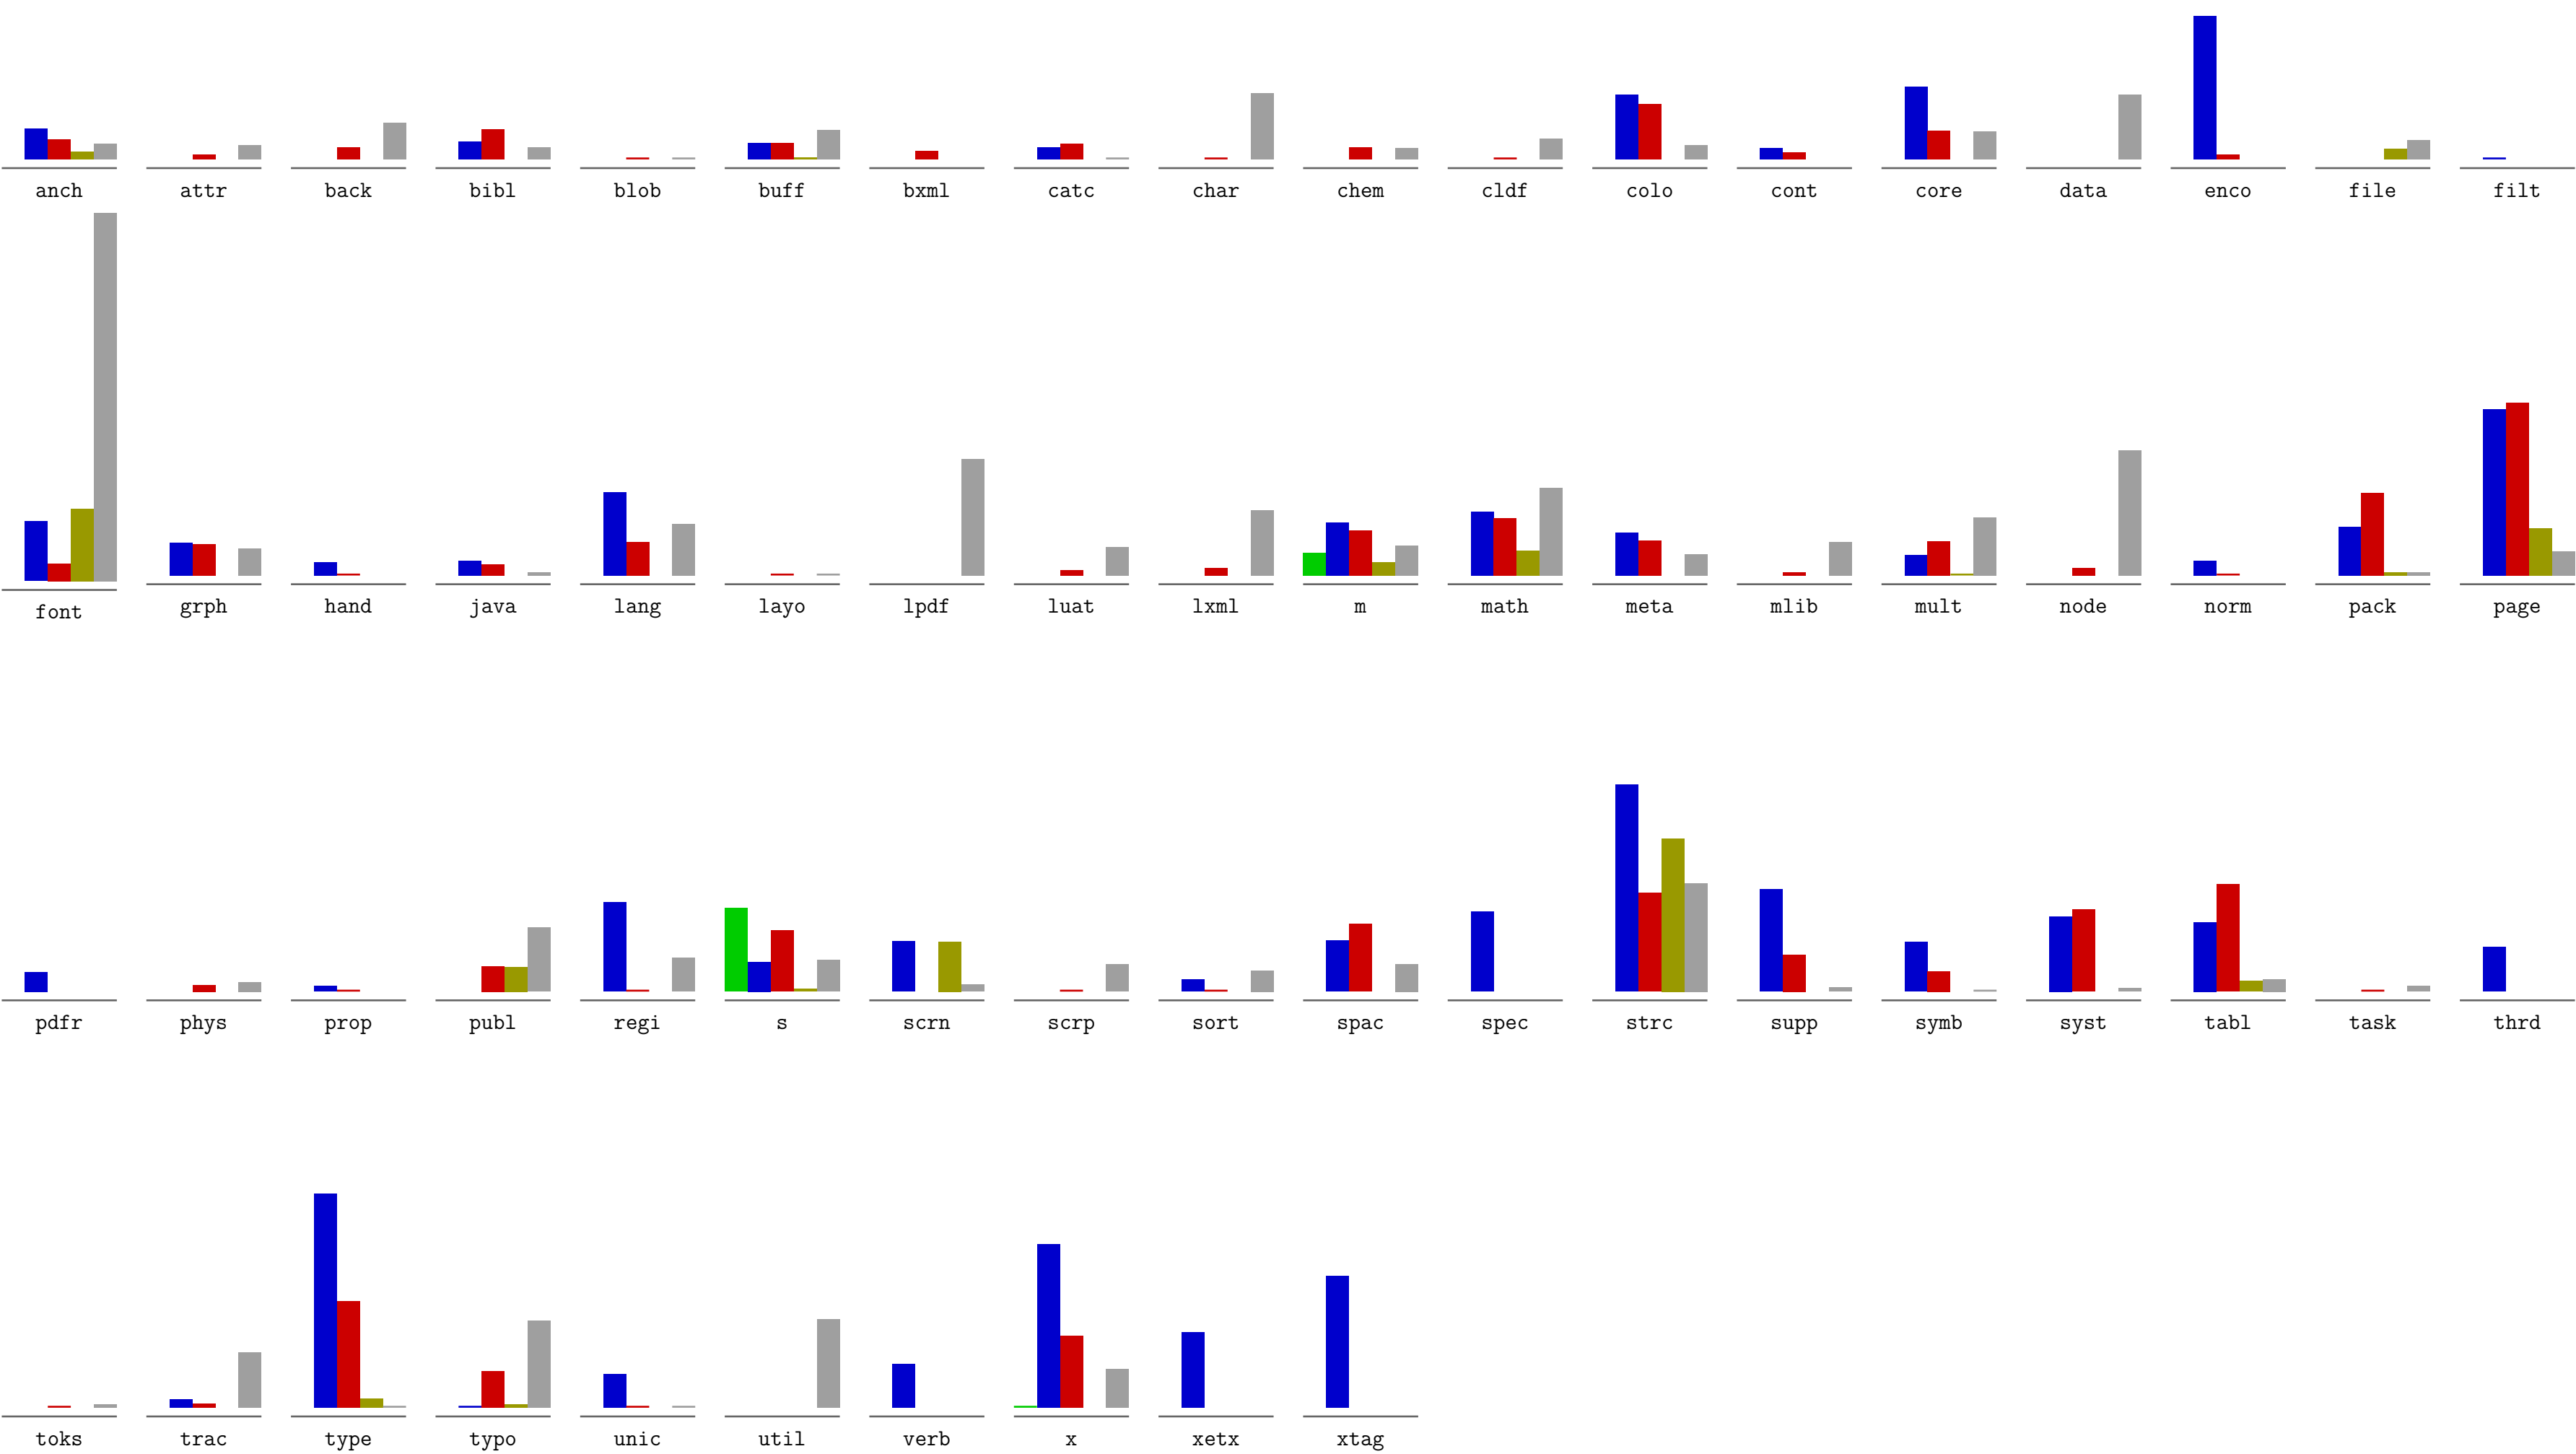 anch attr back bibl blob buff bxml catc char chem cldf colo cont core data enco file filt
font grph hand java lang layo lpdf luat lxml m math meta mlib mult node norm pack page
pdfr phys prop publ regi s scrn scrp sort spac spec strc supp symb syst tabl task thrd
toks trac type typo unic util verb x xetx xtag